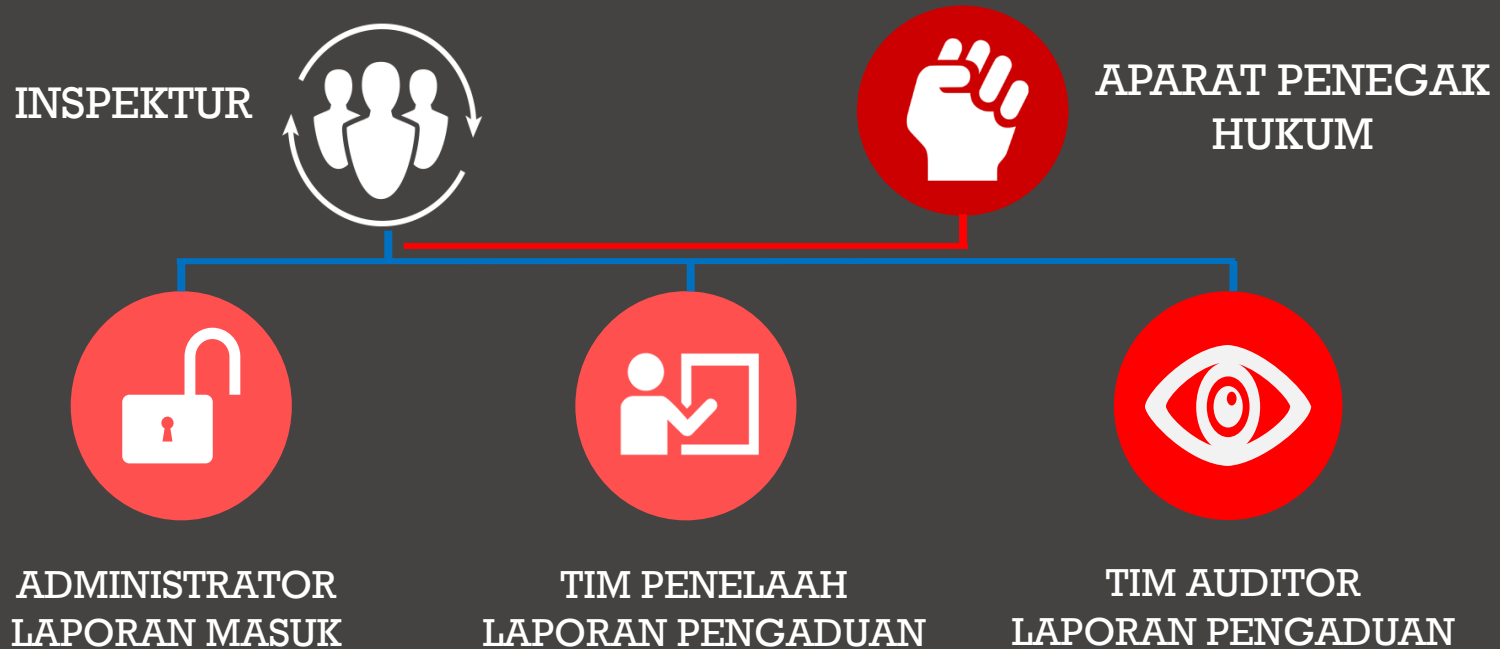 INSPEKTUR
APARAT PENEGAK
HUKUM
ADMINISTRATOR
LAPORAN MASUK
TIM PENELAAH
LAPORAN PENGADUAN
TIM AUDITOR
LAPORAN PENGADUAN